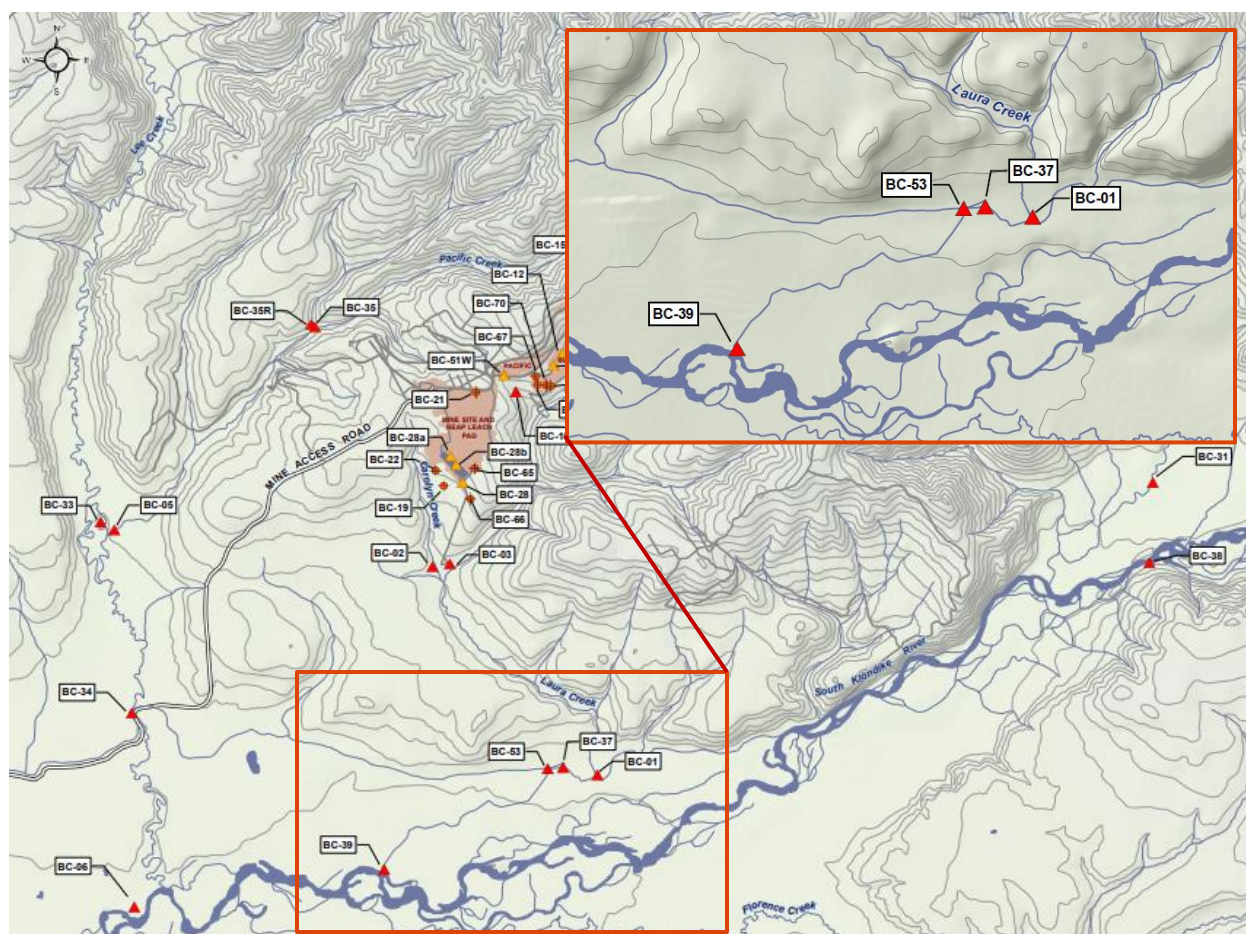 N
W E
S
Lee Creek
Laura Creek
BC-53
BC-37
BC-01
BC-39
BC-15
Pacific Creek
BC-12
BC-70
BC-35R
BC-35
BC-67
BC-51W
PACIFIC
BC-21
MINE SITE AND
HEAP LEACH
PAD
MINE ACCESS ROAD
BC-28a
BC-28b
BC-22
BC-65
BC-31
Carolyn Creek
BC-28
BC-33
BC-05
BC-19
BC-66
BC-02
BC-03
BC-38
South Klondike River
BC-34
Laura Creek
BC-53
BC-37
BC-01
BC-39
BC-06
Florence Creek